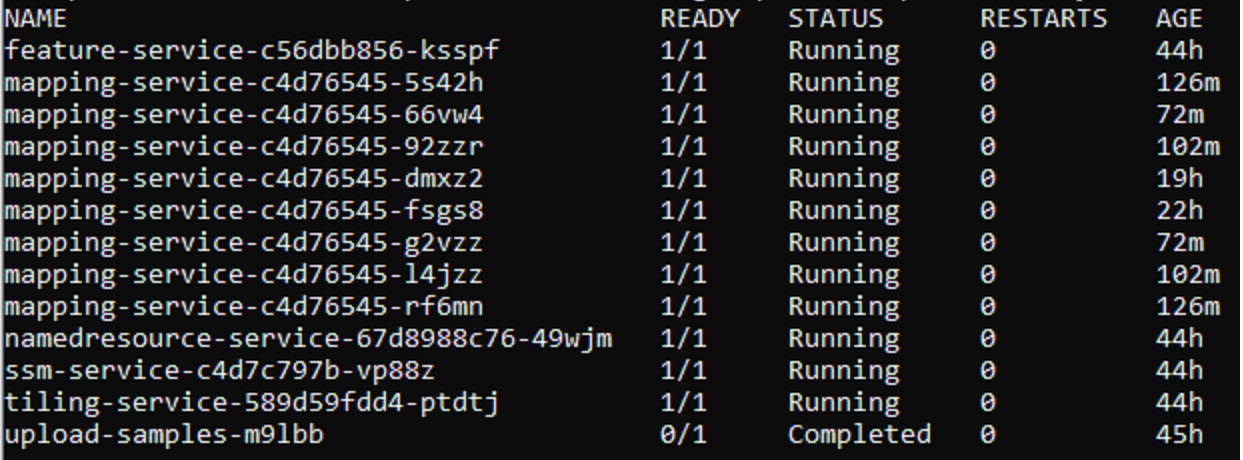 NAME READY STATUS RESTARTS AGE
feature-service-c56dbb856-ksspf 1/1 Running 0 44h
mapping-service-c4d76545-5s42h 1/1 Running 0 126m
mapping-service-c4d76545-66vw4 1/1 Running 0 72m
mapping-service-c4d76545-92zzr 1/1 Running 0 102m
mapping-service-c4d76545-dmxz2 1/1 Running 0 19h
mapping-service-c4d76545-fsgs8 1/1 Running 0 22h
mapping-service-c4d76545-g2vzz 1/1 Running 0 72m
mapping-service-c4d76545-l4jzz 1/1 Running 0 102m
mapping-service-c4d76545-rf6mn 1/1 Running 0 126m
namedresource-service-67d8988c76-49wjm 1/1 Running 0 44h
ssm-service-c4d7c797b-vp88z 1/1 Running 0 44h
tiling-service-589d59fdd4-ptdtj 1/1 Running 0 44h
upload-samples-m9lbb 0/1 Completed 0 45h